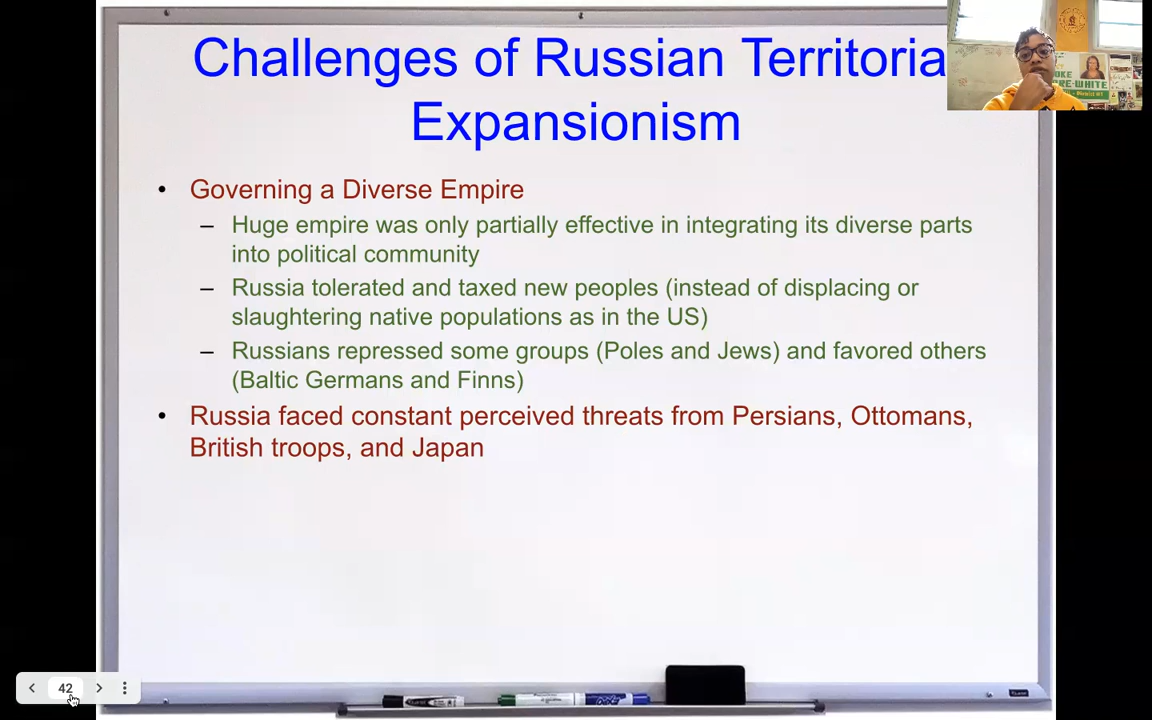 Challenges of Russian Territoria
Expansionism
• Governing a Diverse Empire
– Huge empire was only partially effective in integrating its diverse parts
into political community
– Russia tolerated and taxed new peoples (instead of displacing or
slaughtering native populations as in the US)
– Russians repressed some groups (Poles and Jews) and favored others
(Baltic Germans and Finns)
• Russia faced constant perceived threats from Persians, Ottomans,
British troops, and Japan
42